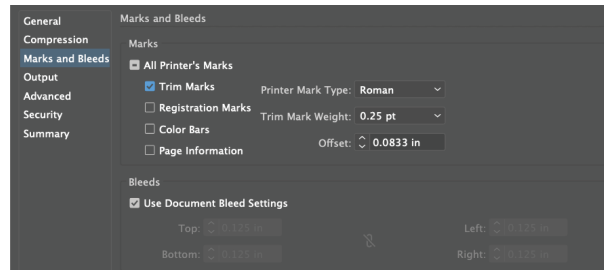 General
Compression
Marks and Bleeds
Output
Advanced
Security
Summary
Marks and Bleeds
Marks
All Printer's Marks
Trim Marks
Registration Marks
Color Bars
Page Information
Printer Mark Type: Roman
Trim Mark Weight: 0.25 pt
Offset: 0.0833 in
Bleeds
Use Document Bleed Settings
Top: 0.125 in
Bottom: 0.125 in
Left: 0.125 in
Right: 0.125 in